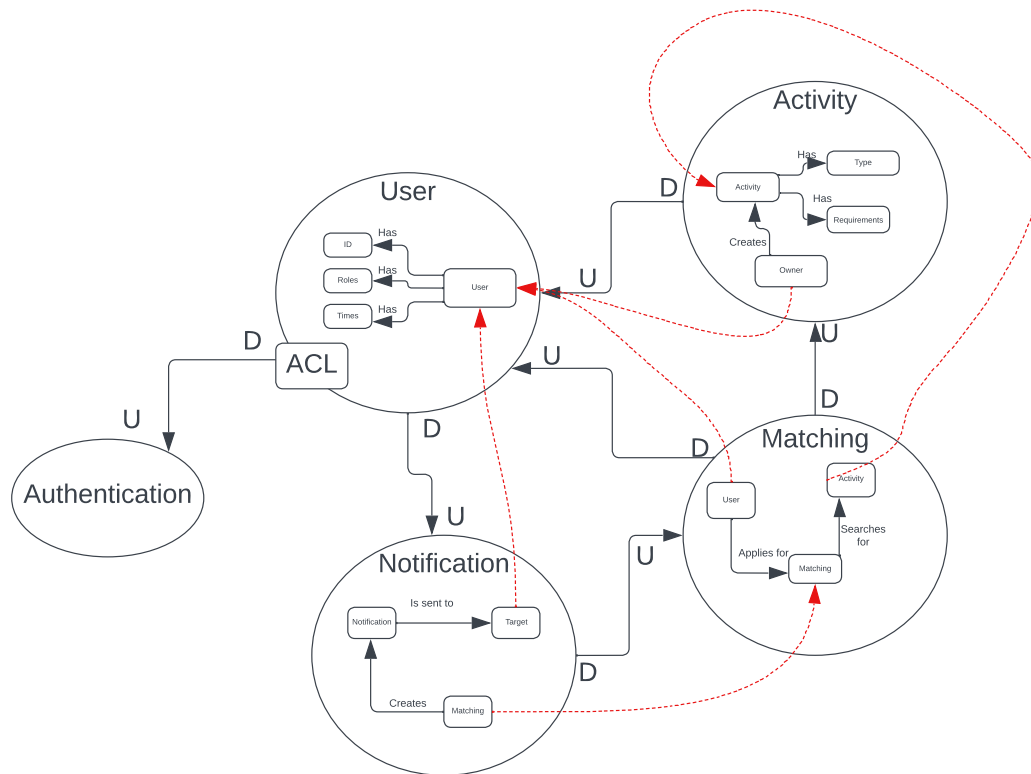 Activity
Has
Type
Activity
Has
Requirements
Creates
Owner
D
U
User
Has
ID
Has
Roles
User
Has
Times
ACL
D
U
Authentication
U
D
U
D
Matching
D
Activity
User
Searches
for
Applies for
Matching
D
U
Notification
Is sent to
Notification
Target
Creates
Matching
U
D